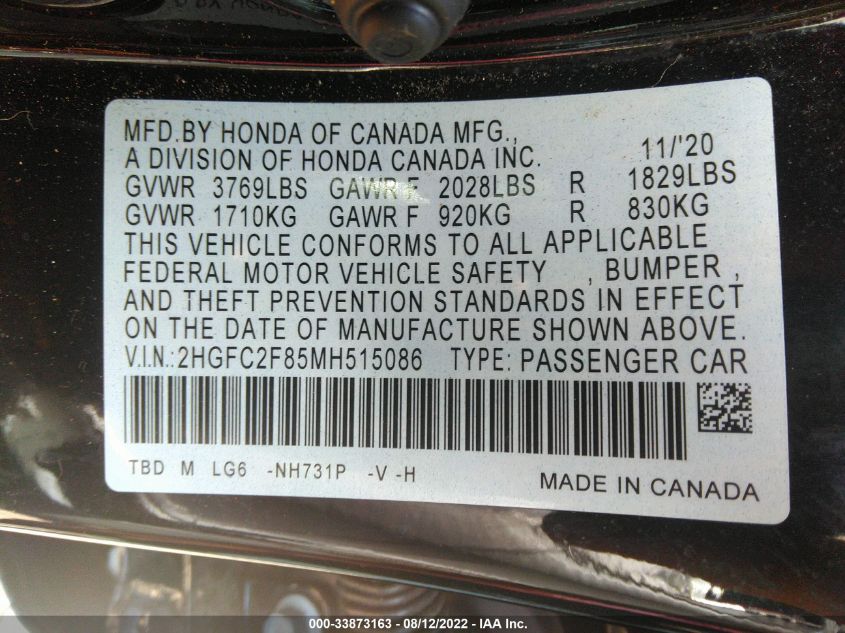 MFD.BY HONDA OF CANADA MFG.,
A DIVISION OF HONDA CANADA INC. 11/'20
GVWR 3769LBS GAWR F 2028LBS R 1829LBS
GVWR 1710KG GAWR F 920KG R 830KG
THIS VEHICLE CONFORMS TO ALL APPLICABLE
FEDERAL MOTOR VEHICLE SAFETY , BUMPER ,
AND THEFT PREVENTION STANDARDS IN EFFECT
ON THE DATE OF MANUFACTURE SHOWN ABOVE.
V.I.N.: 2HGFC2F85MH515086 TYPE: PASSENGER CAR
TBD M LG6 -NH731P -V -H
MADE IN CANADA
000-33873163 - 08/12/2022 - IAA Inc.